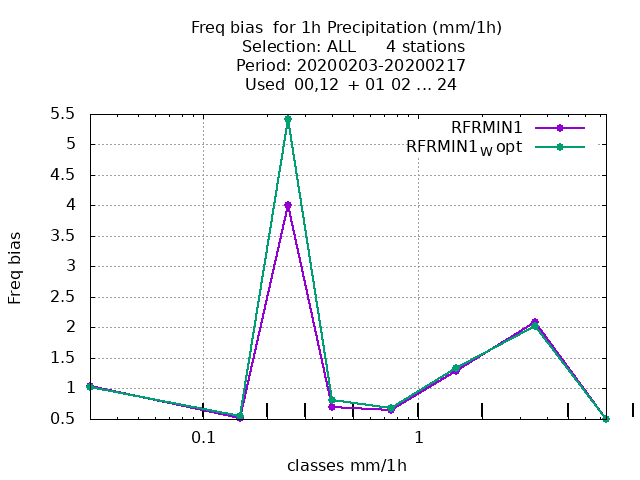 Freq bias  for 1h Precipitation (mm/1h)
Selection: ALL      4 stations
Period: 20200203-20200217
Used  00,12  + 01 02 ... 24
RFRMIN1
RFRMIN1W opt
5.5
5
4.5
4
3.5
3
2.5
2
1.5
1
0.5
Freq bias
0.1
1
classes mm/1h